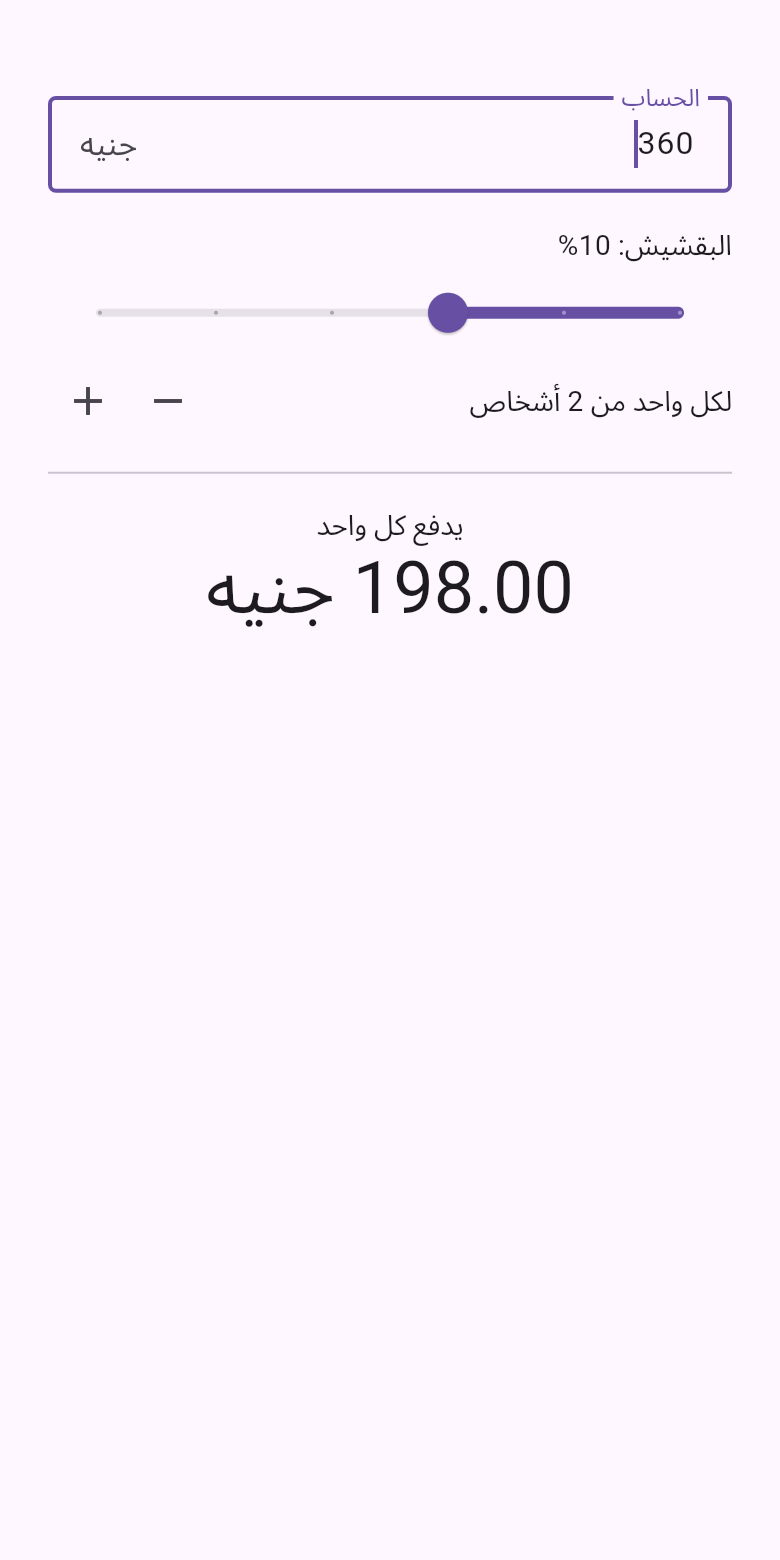 الحساب
360 جنيه
البقشيش: 10%
لكل واحد من 2 أشخاص
يدفع كل واحد
198.00 جنيه